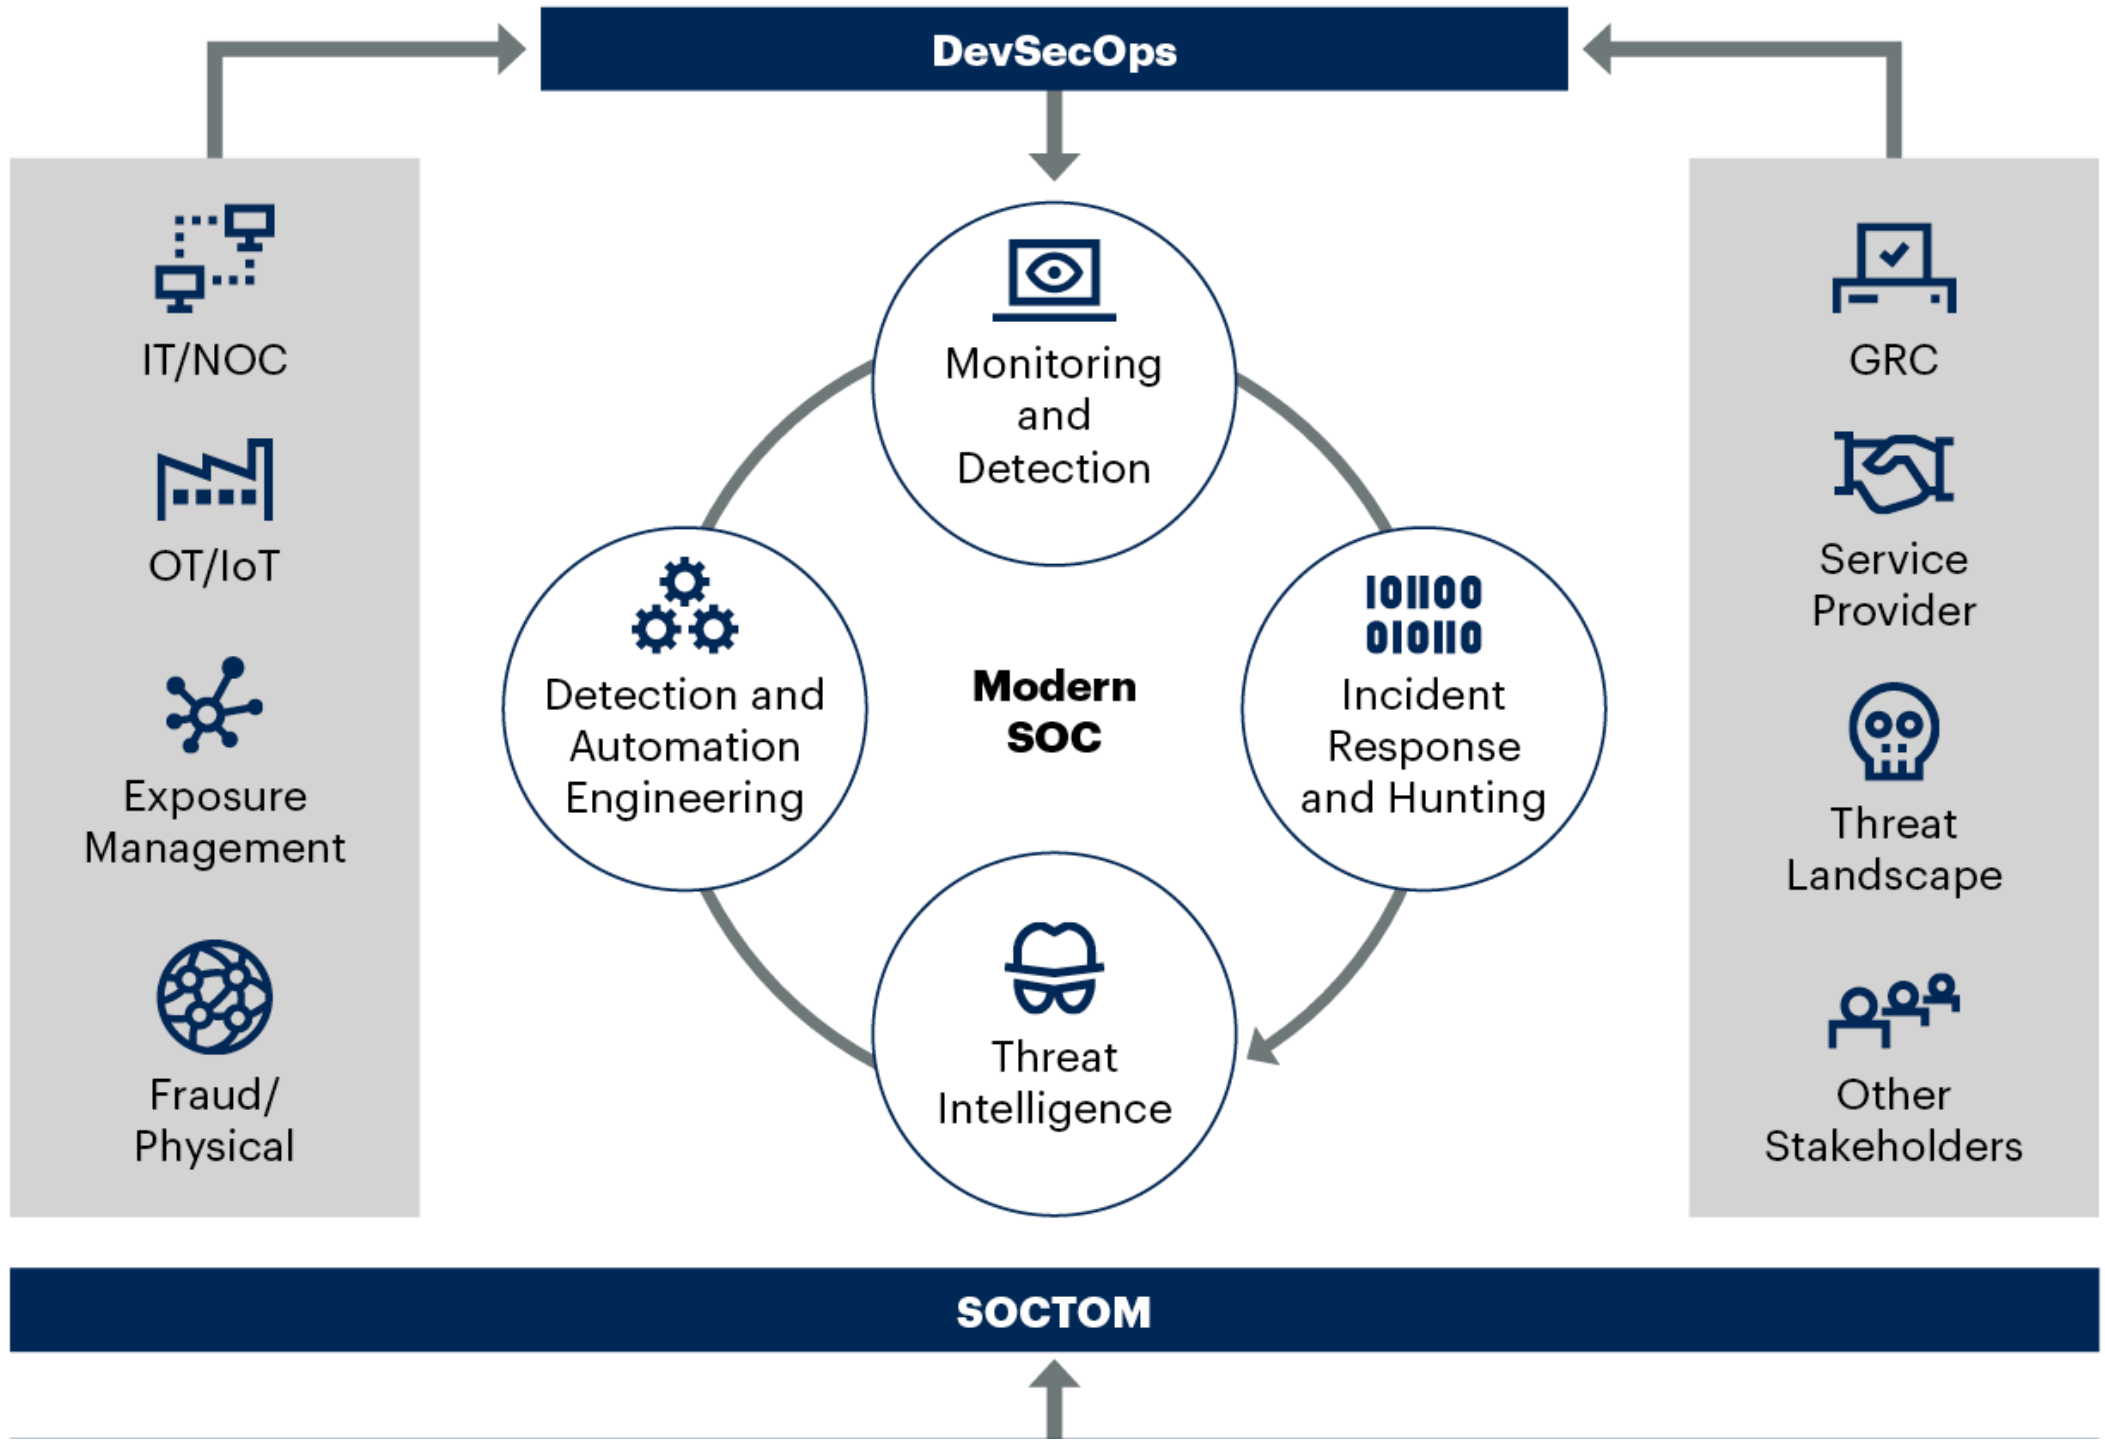 DevSecOps
IT/NOC
OT/IoT
Exposure
Management
Fraud/
Physical
Monitoring
and
Detection
Detection and
Automation
Engineering
Modern
SOC
101100
010110
Incident
Response
and Hunting
Threat
Intelligence
GRC
Service
Provider
Threat
Landscape
Other
Stakeholders
SOCTOM